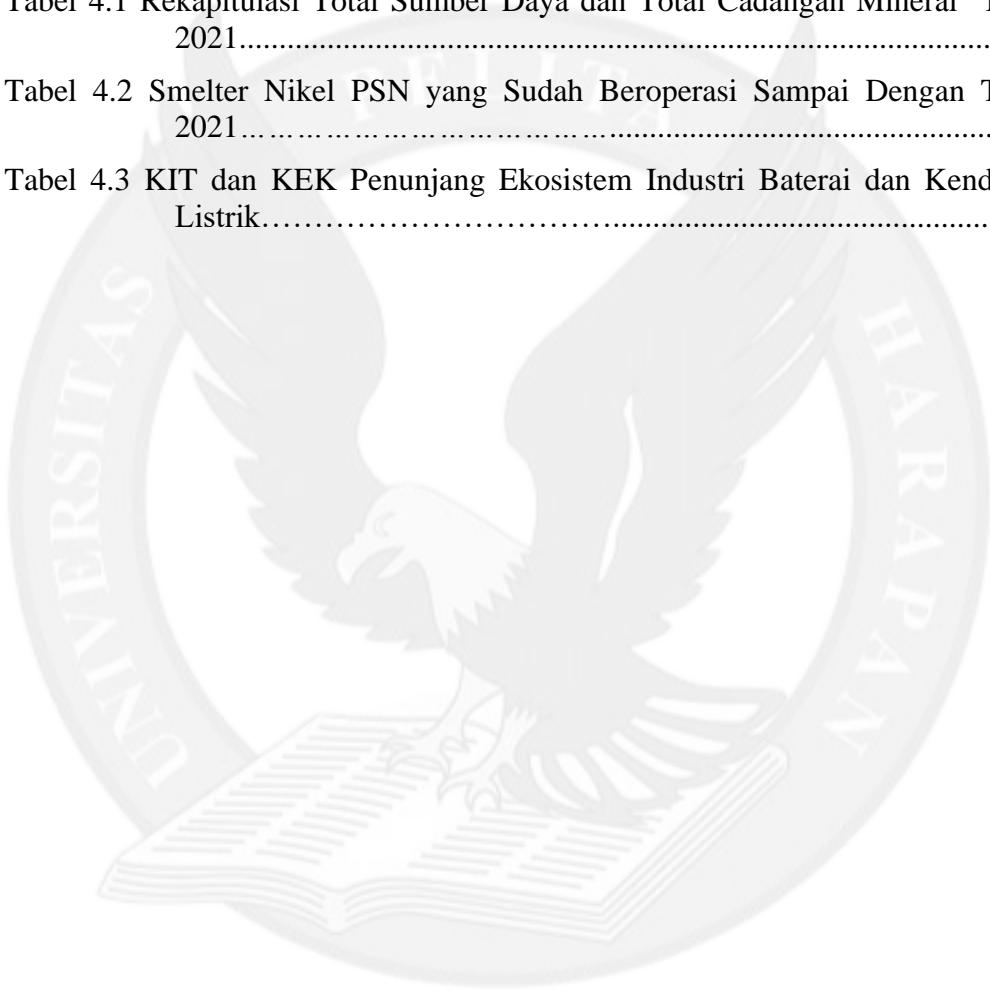 Tabel 4.1 Rekapitulasi Total Sumber Daya dan Total Cadangan Mineral
2021..........................................................................................................
Tabel 4.2 Smelter Nikel PSN yang Sudah Beroperasi Sampai Dengan
2021……………………………….......................................................
Tabel 4.3 KIT dan KEK Penunjang Ekosistem Industri Baterai dan Kend
Listrik…………………………….......................................................
UNIVERSITAS PELITA HARAPAN